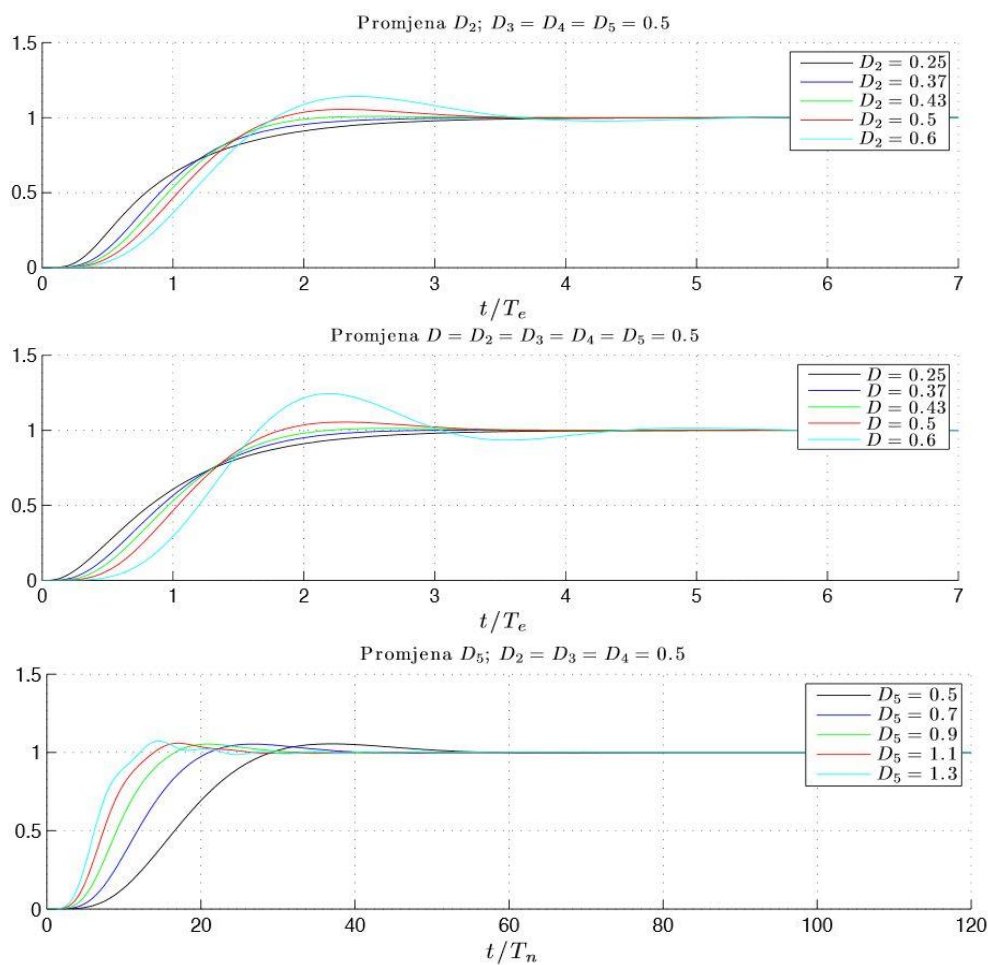 Promjena D₂; D₃ = D₄ = D₅ = 0.5
1.5
1
0.5
0
0 1 2 3 4 5 6 7
t/Tₑ
D₂ = 0.25
D₂ = 0.37
D₂ = 0.43
D₂ = 0.5
D₂ = 0.6
Promjena D = D₂ = D₃ = D₄ = D₅ = 0.5
1.5
1
0.5
0
0 1 2 3 4 5 6 7
t/Tₑ
D = 0.25
D = 0.37
D = 0.43
D = 0.5
D = 0.6
Promjena D₅; D₂ = D₃ = D₄ = 0.5
1.5
1
0.5
0
0 20 40 60 80 100 120
t/Tₙ
D₅ = 0.5
D₅ = 0.7
D₅ = 0.9
D₅ = 1.1
D₅ = 1.3